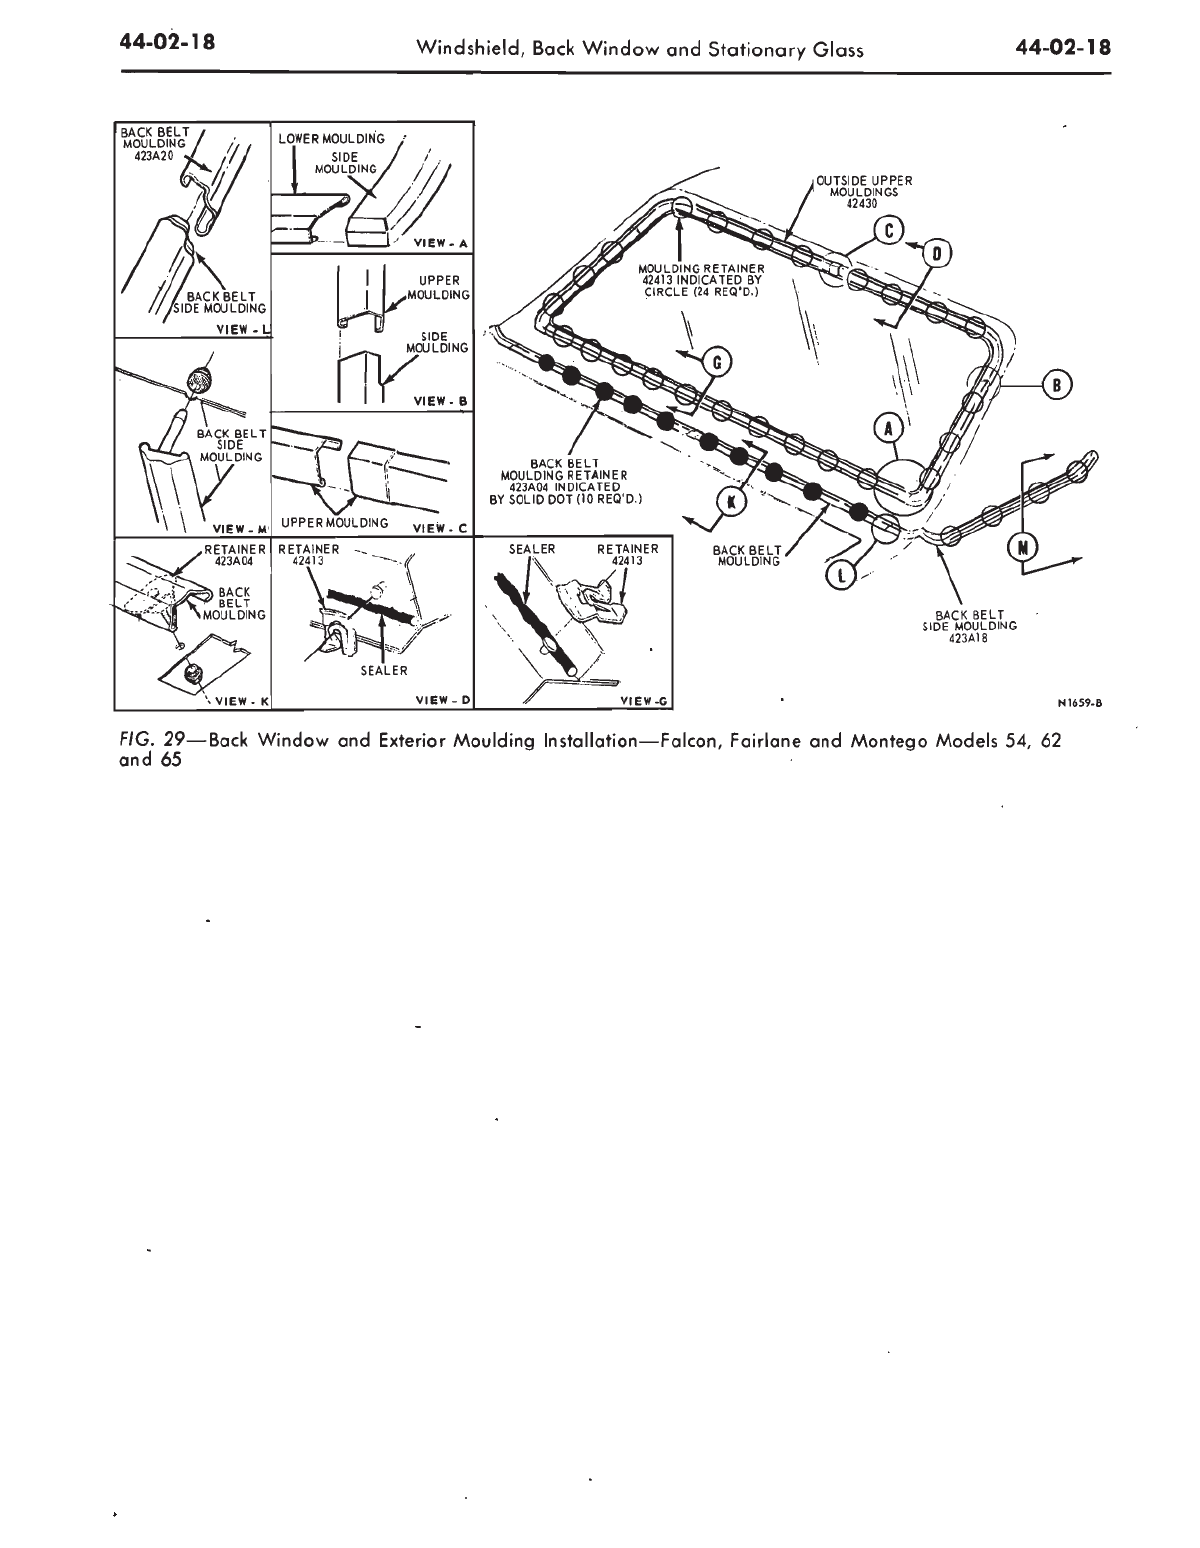 44-02-18
Windshield, Back Window and Stationary Glass
44-02-18
BACK BELT
MOULDING
423A20
BACK BELT
SIDE MOULDING
VIEW - L
LOWER MOULDING
SIDE
MOULDING
VIEW - A
UPPER
MOULDING
SIDE
MOULDING
VIEW - B
BACK BELT
SIDE
MOULDING
VIEW - M
UPPER MOULDING
VIEW - C
RETAINER
423A04
BACK
BELT
MOULDING
VIEW - K
RETAINER
42413
SEALER
VIEW - D
SEALER
RETAINER
42413
VIEW - G
OUTSIDE UPPER
MOULDINGS
42430
C
D
MOULDING RETAINER
42413 INDICATED BY
CIRCLE (24 REQ'D.)
G
B
A
BACK BELT
MOULDING RETAINER
423A04 INDICATED
BY SOLID DOT (10 REQ'D.)
K
BACK BELT
MOULDING
L
M
BACK BELT
SIDE MOULDING
423A18
N1659-B
FIG. 29—Back Window and Exterior Moulding Installation—Falcon, Fairlane and Montego Models 54, 62
and 65